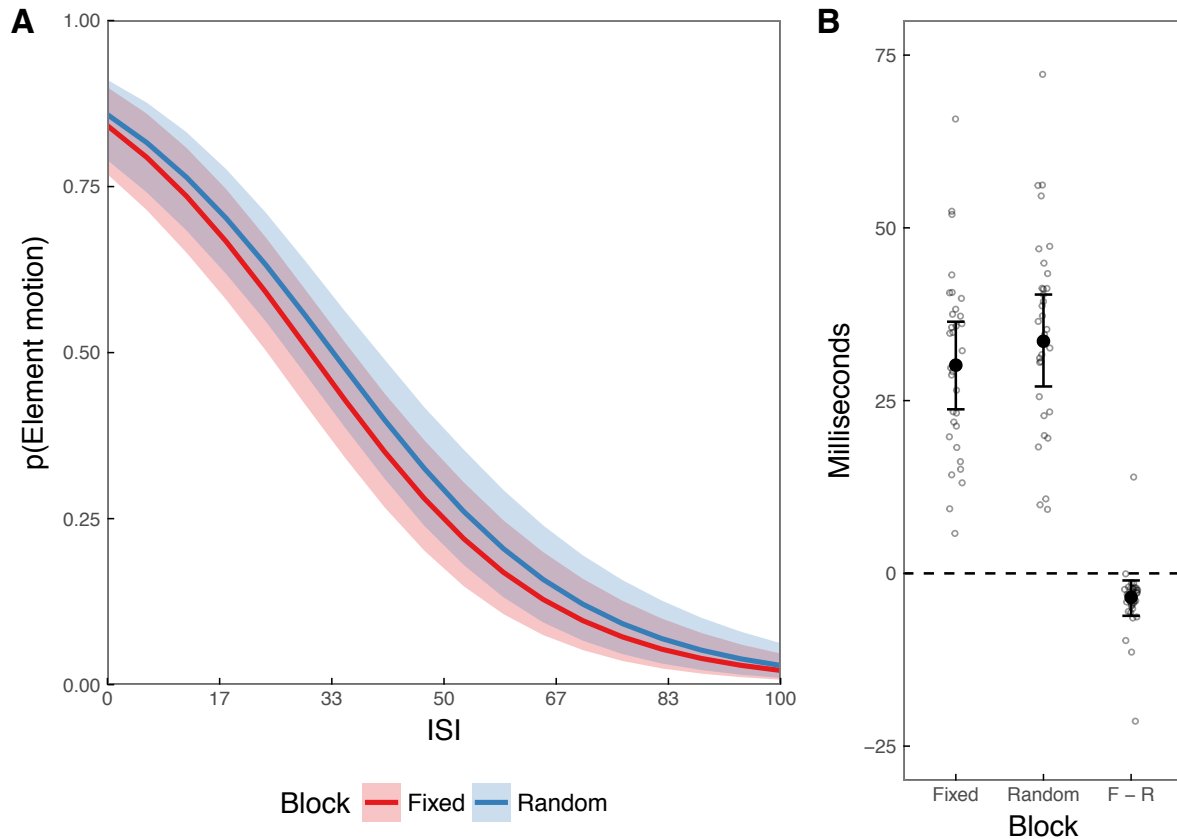 A
1.00
0.75
0.50
0.25
0.00
p(Element motion)
0 17 33 50 67 83 100
ISI
Block Fixed Random
B
75
50
25
0
−25
Milliseconds
Fixed Random F − R
Block